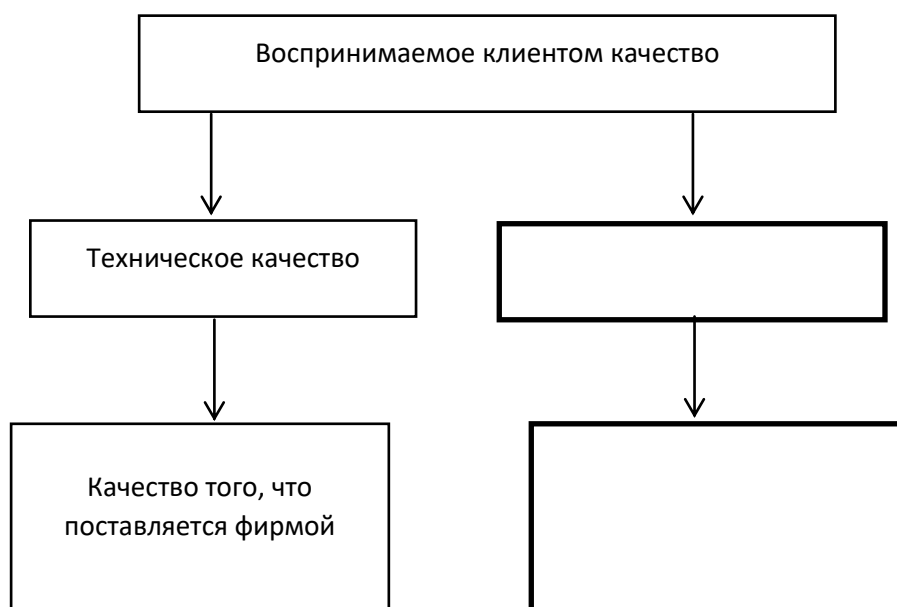 Воспринимаемое клиентом качество
Техническое качество
Качество того, что
поставляется фирмой